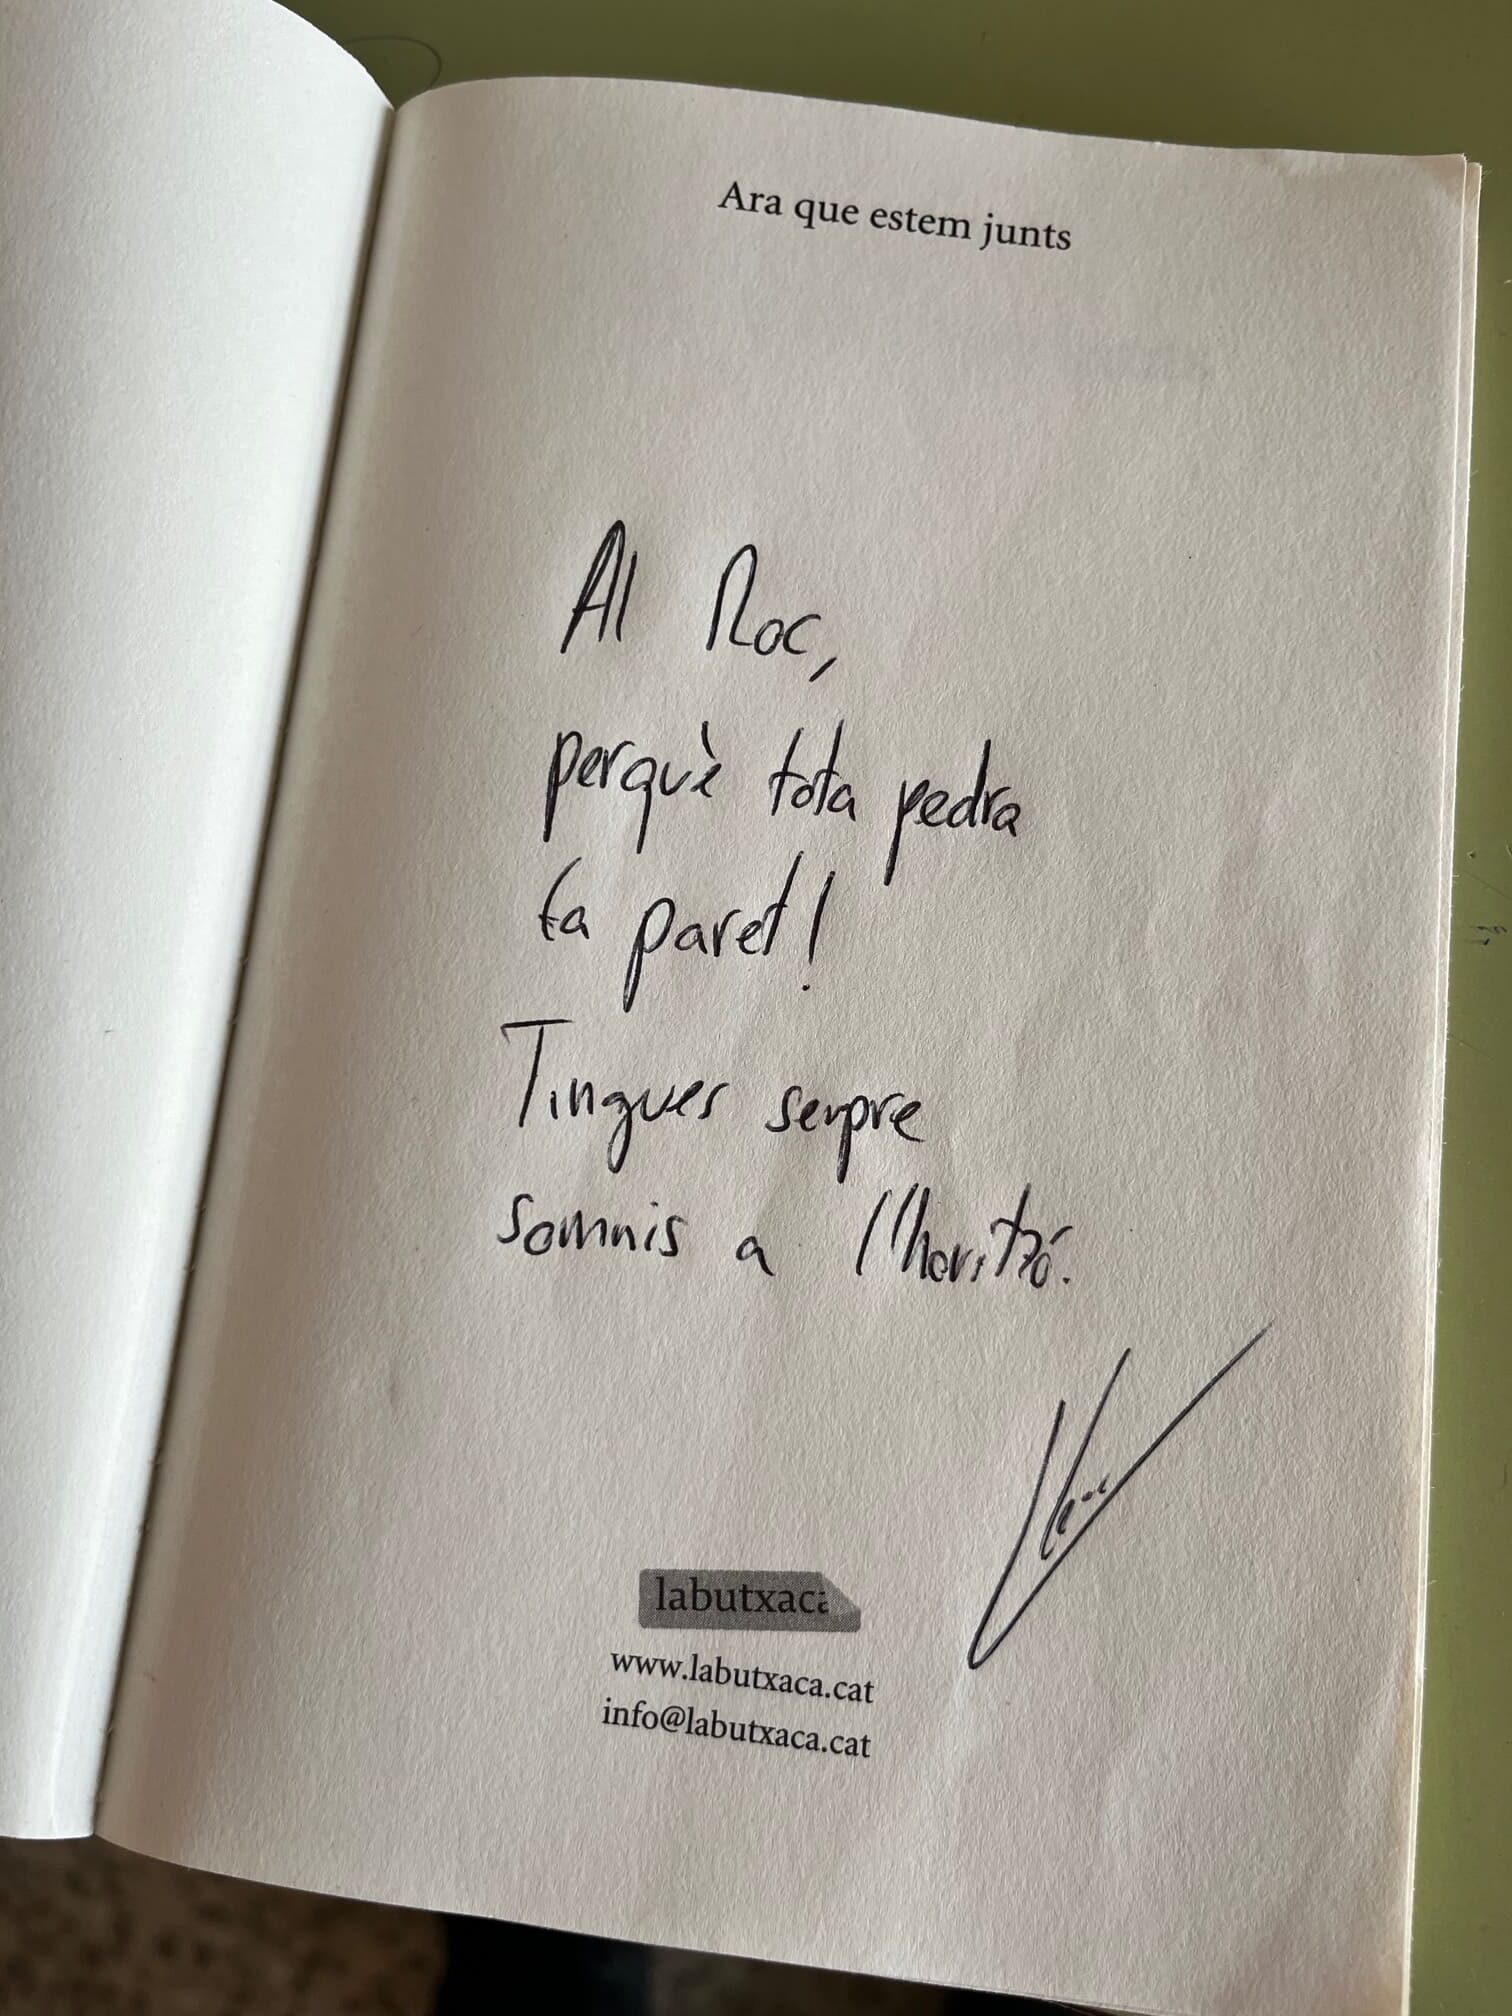 Ara que estem junts
Al Roc,
perquè tota pedra
fa paret!
Tingues sempre
somnis a l'horitzó.
labutxaca
www.labutxaca.cat
info@labutxaca.cat